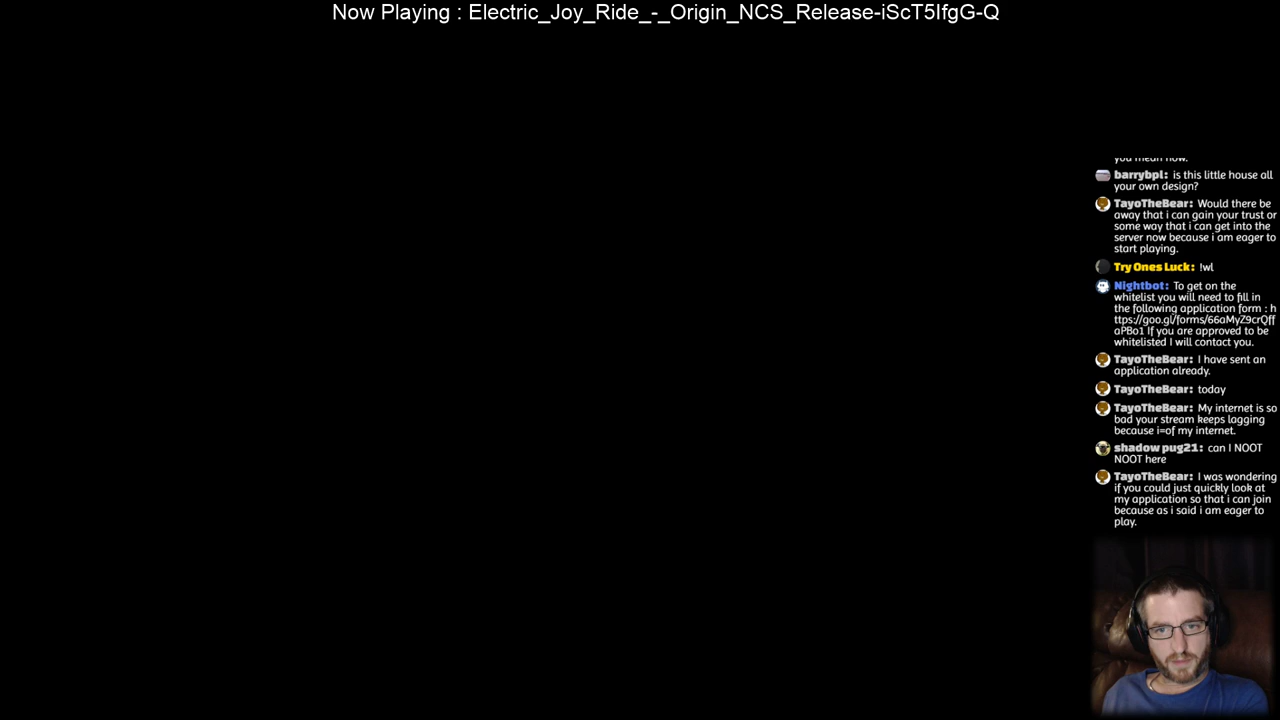 Now Playing : Electric_Joy_Ride_-_Origin_NCS_Release-iScT5IfgG-Q
you mean now.
barrybpl: is this little house all
your own design?
TayoTheBear: Would there be
away that i can gain your trust or
some way that i can get into the
server now because i am eager to
start playing.
Try Ones Luck: !wl
Nightbot: To get on the
whitelist you will need to fill in
the following application form : h
ttps://goo.gl/forms/66aMyZ9crQff
aPBo1 If you are approved to be
whitelisted I will contact you.
TayoTheBear: I have sent an
application already.
TayoTheBear: today
TayoTheBear: My internet is so
bad your stream keeps lagging
because i=of my internet.
shadow pug21: can I NOOT
NOOT here
TayoTheBear: I was wondering
if you could just quickly look at
my application so that i can join
because as i said i am eager to
play.